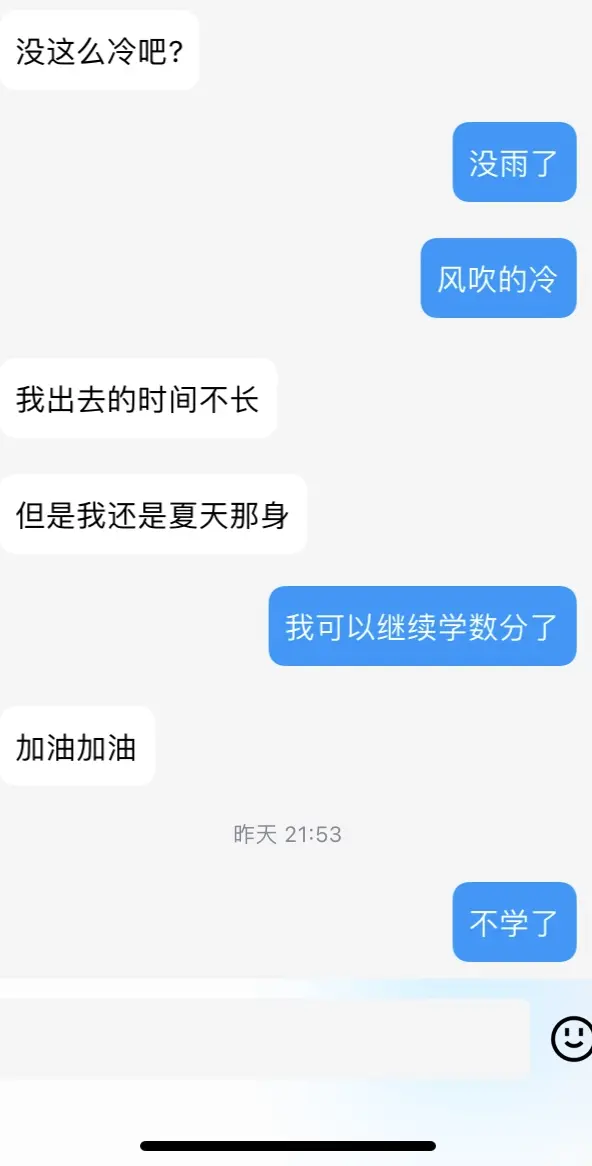 没这么冷吧?
没雨了
风吹的冷
我出去的时间不长
但是我还是夏天那身
我可以继续学数分了
加油加油
昨天 21:53
不学了